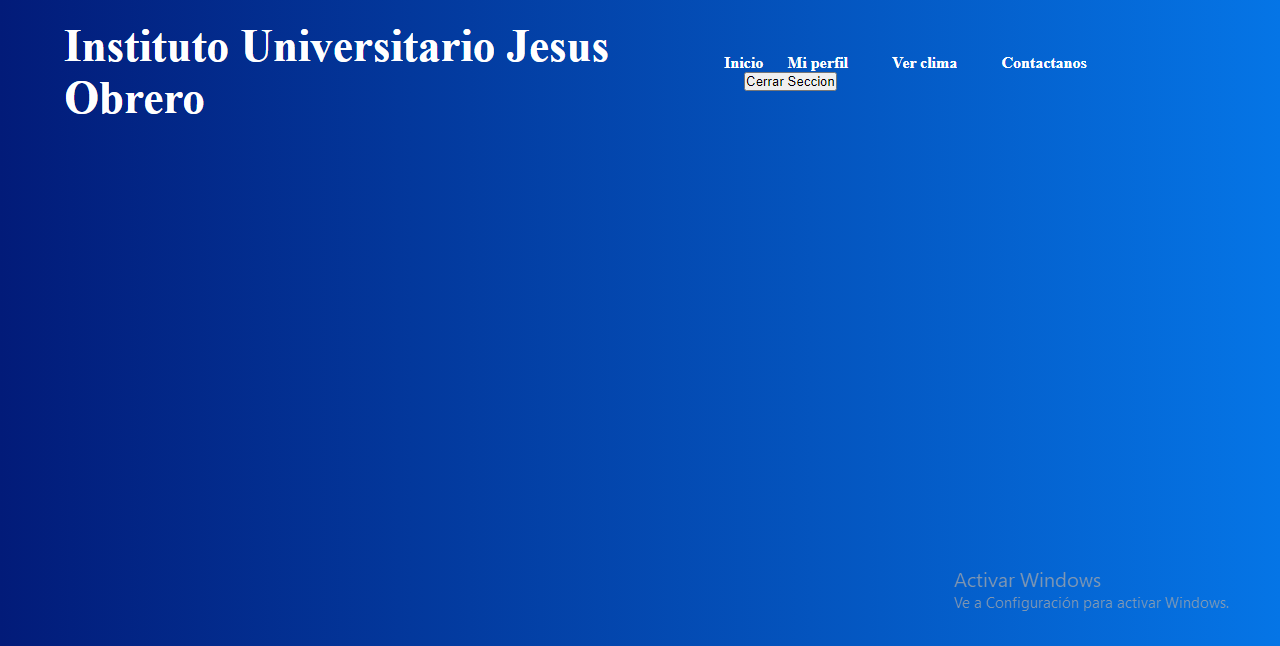 Instituto Universitario Jesus
Obrero
Inicio Mi perfil Ver clima Contactanos
Cerrar Seccion
Activar Windows
Ve a Configuración para activar Windows.